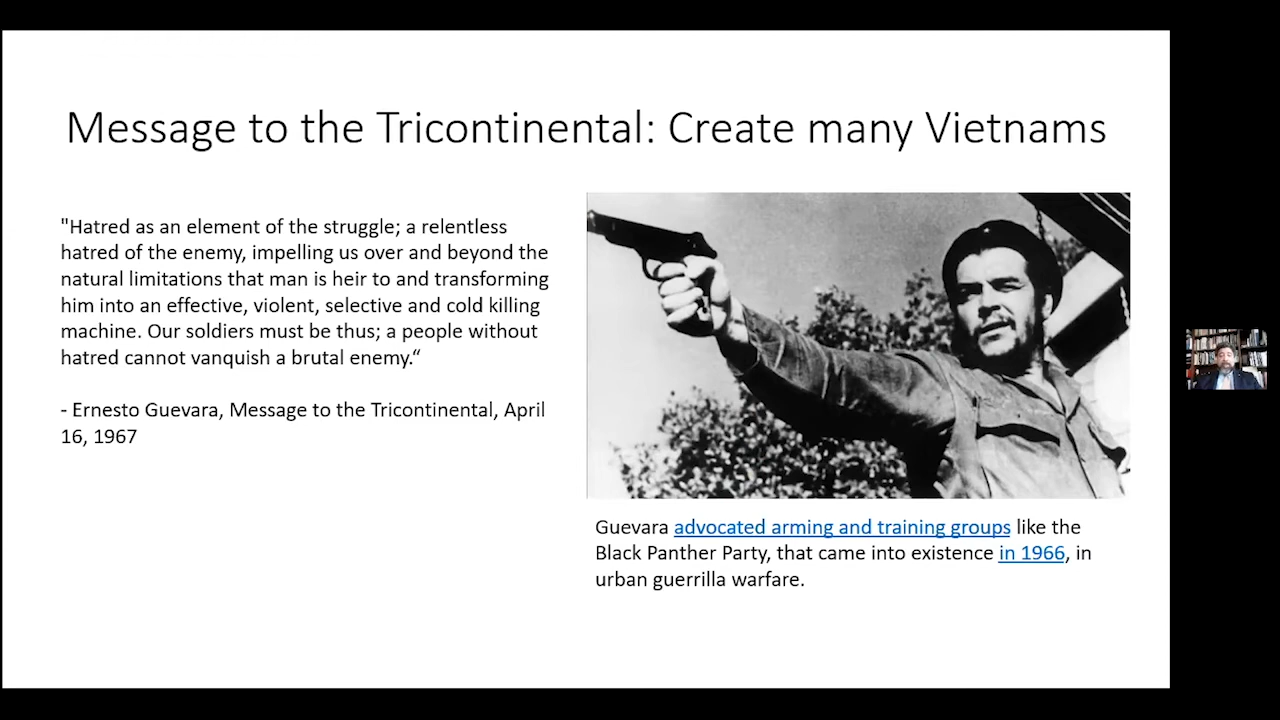 Message to the Tricontinental: Create many Vietnams
"Hatred as an element of the struggle; a relentless
hatred of the enemy, impelling us over and beyond the
natural limitations that man is heir to and transforming
him into an effective, violent, selective and cold killing
machine. Our soldiers must be thus; a people without
hatred cannot vanquish a brutal enemy.“
- Ernesto Guevara, Message to the Tricontinental, April
16, 1967
Guevara advocated arming and training groups like the
Black Panther Party, that came into existence in 1966, in
urban guerrilla warfare.